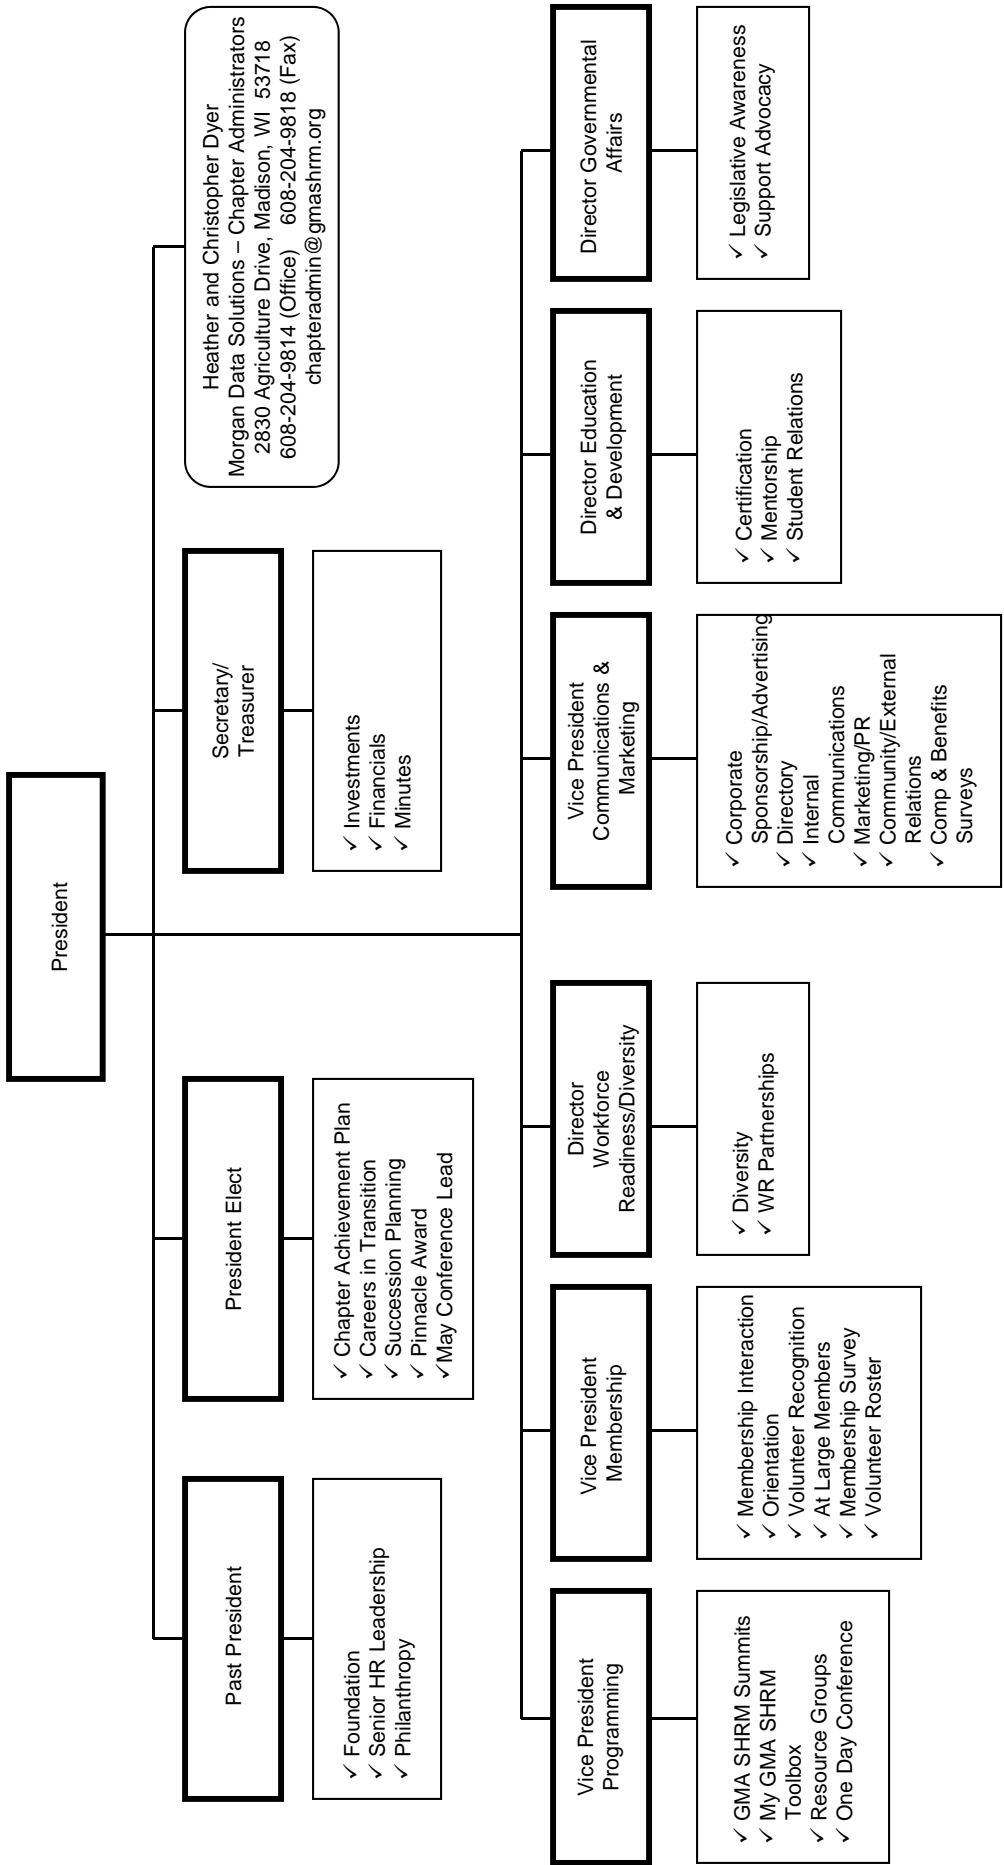 President
Past President
✓ Foundation
✓ Senior HR Leadership
✓ Philanthropy
President Elect
✓ Chapter Achievement Plan
✓ Careers in Transition
✓ Succession Planning
✓ Pinnacle Award
✓May Conference Lead
Secretary/
Treasurer
✓ Investments
✓ Financials
✓ Minutes
Heather and Christopher Dyer
Morgan Data Solutions – Chapter Administrators
2830 Agriculture Drive, Madison, WI  53718
608-204-9814 (Office)    608-204-9818 (Fax)
chapteradmin@gmashrm.org
Vice President
Programming
✓ GMA SHRM Summits
✓ My GMA SHRM
Toolbox
✓ Resource Groups
✓ One Day Conference
Vice President
Membership
✓ Membership Interaction
✓ Orientation
✓ Volunteer Recognition
✓ At Large Members
✓ Membership Survey
✓ Volunteer Roster
Director
Workforce
Readiness/Diversity
✓ Diversity
✓ WR Partnerships
Vice President
Communications &
Marketing
✓ Corporate
Sponsorship/Advertising
✓ Directory
✓ Internal
Communications
✓ Marketing/PR
✓ Community/External
Relations
✓ Comp & Benefits
Surveys
Director Education
& Development
✓ Certification
✓ Mentorship
✓ Student Relations
Director Governmental
Affairs
✓ Legislative Awareness
✓ Support Advocacy